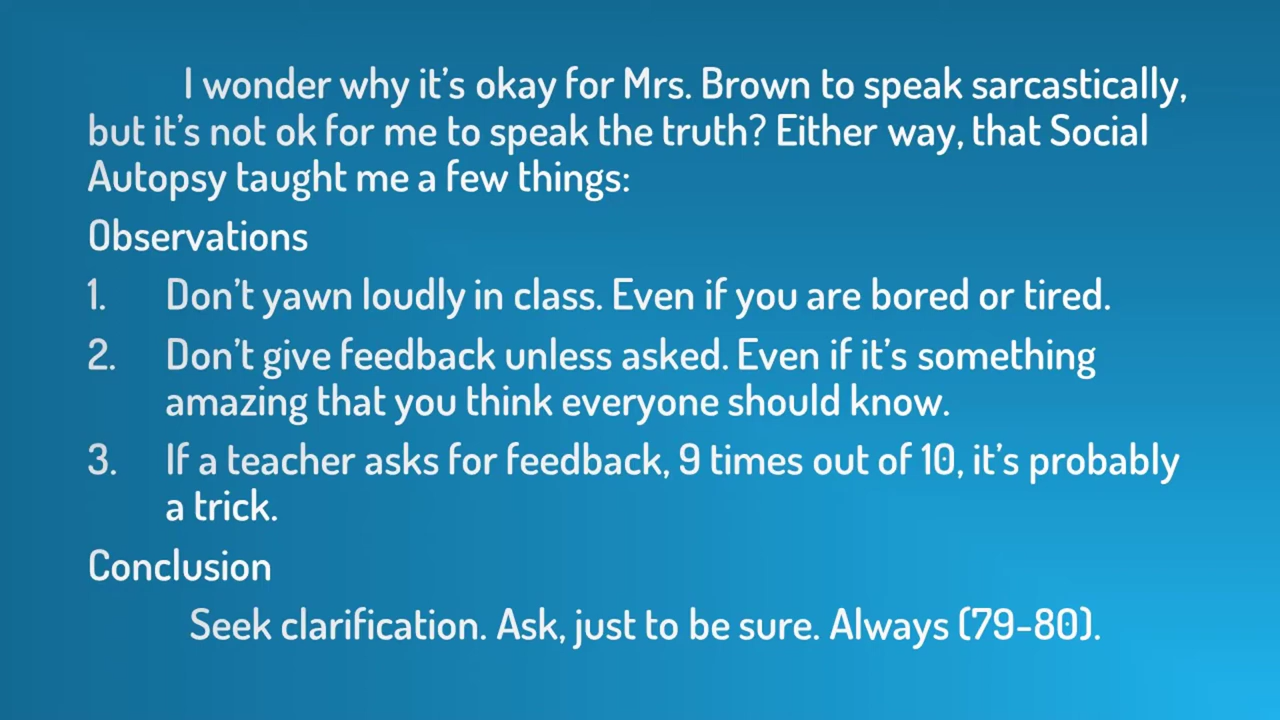 I wonder why it’s okay for Mrs. Brown to speak sarcastically,
but it’s not ok for me to speak the truth? Either way, that Social
Autopsy taught me a few things:
Observations
1. Don’t yawn loudly in class. Even if you are bored or tired.
2. Don’t give feedback unless asked. Even if it’s something
amazing that you think everyone should know.
3. If a teacher asks for feedback, 9 times out of 10, it’s probably
a trick.
Conclusion
Seek clarification. Ask, just to be sure. Always (79-80).